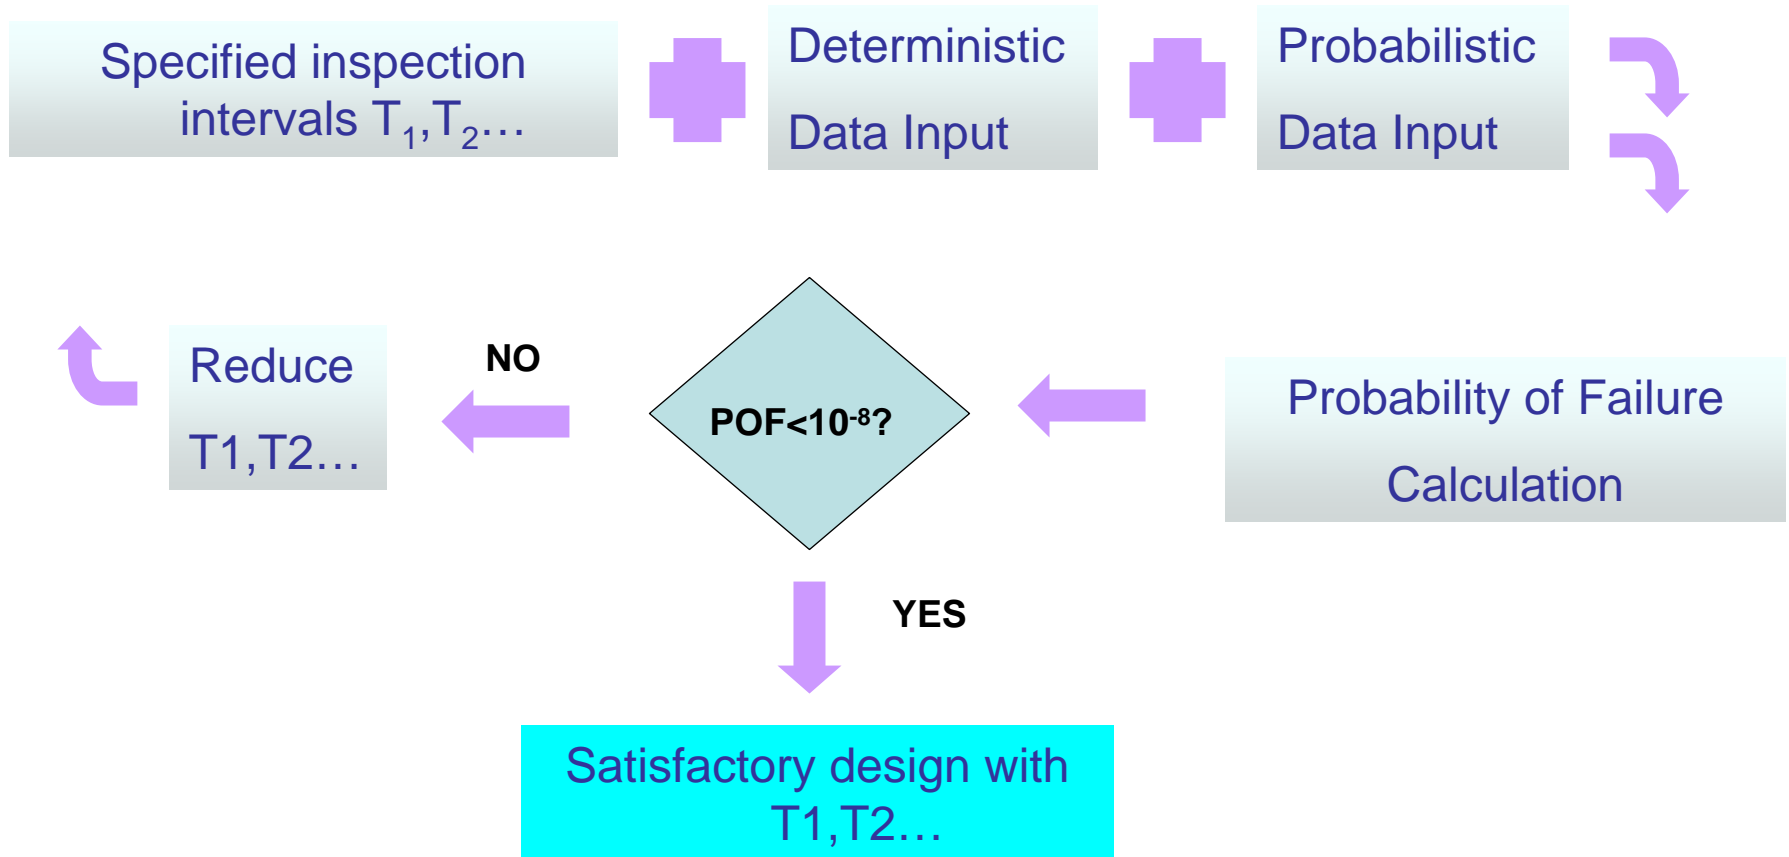 Specified inspection
intervals T₁,T₂…
Deterministic
Data Input
Probabilistic
Data Input
Reduce
T1,T2…
NO
POF<10⁻⁸?
Probability of Failure
Calculation
YES
Satisfactory design with
T1,T2…